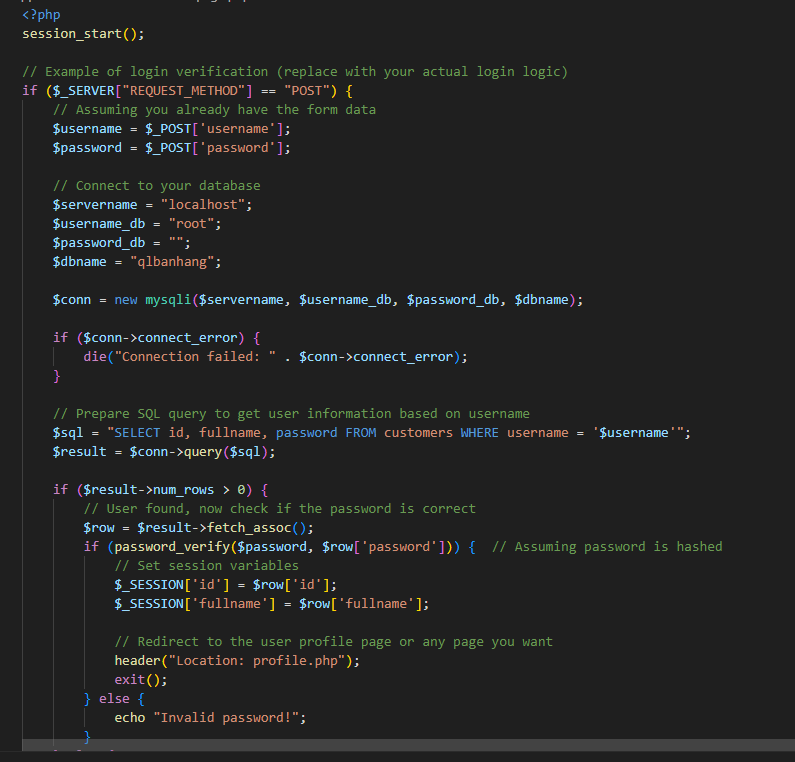 <?php
session_start();

// Example of login verification (replace with your actual login logic)
if ($_SERVER["REQUEST_METHOD"] == "POST") {
    // Assuming you already have the form data
    $username = $_POST['username'];
    $password = $_POST['password'];

    // Connect to your database
    $servername = "localhost";
    $username_db = "root";
    $password_db = "";
    $dbname = "qlbanhang";

    $conn = new mysqli($servername, $username_db, $password_db, $dbname);

    if ($conn->connect_error) {
        die("Connection failed: " . $conn->connect_error);
    }

    // Prepare SQL query to get user information based on username
    $sql = "SELECT id, fullname, password FROM customers WHERE username = '$username'";
    $result = $conn->query($sql);

    if ($result->num_rows > 0) {
        // User found, now check if the password is correct
        $row = $result->fetch_assoc();
        if (password_verify($password, $row['password'])) {  // Assuming password is hashed
            // Set session variables
            $_SESSION['id'] = $row['id'];
            $_SESSION['fullname'] = $row['fullname'];

            // Redirect to the user profile page or any page you want
            header("Location: profile.php");
            exit();
        } else {
            echo "Invalid password!";
        }